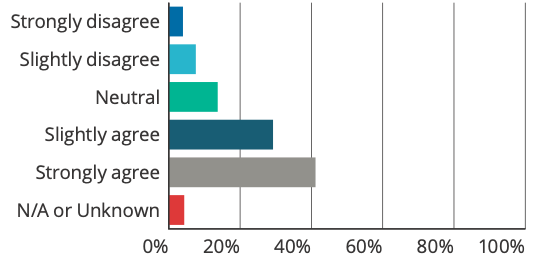 Strongly disagree
Slightly disagree
Neutral
Slightly agree
Strongly agree
N/A or Unknown
0% 20% 40% 60% 80% 100%